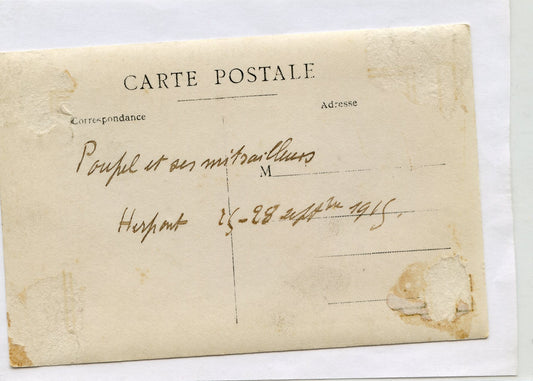 CARTE POSTALE
Correspondance
Adresse
Poupel et ses mitrailleurs
M
Herpont 25-28 septbre 1915.